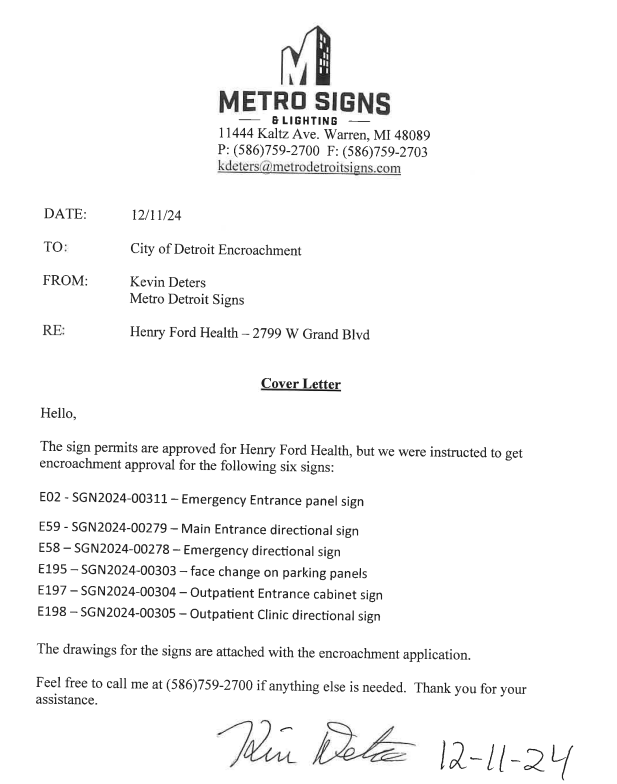 METRO SIGNS
& LIGHTING
11444 Kaltz Ave. Warren, MI 48089
P: (586)759-2700 F: (586)759-2703
kdeters@metrodetroitsigns.com
DATE: 12/11/24
TO: City of Detroit Encroachment
FROM: Kevin Deters
Metro Detroit Signs
RE: Henry Ford Health – 2799 W Grand Blvd
Cover Letter
Hello,
The sign permits are approved for Henry Ford Health, but we were instructed to get
encroachment approval for the following six signs:
E02 - SGN2024-00311 – Emergency Entrance panel sign
E59 - SGN2024-00279 – Main Entrance directional sign
E58 – SGN2024-00278 – Emergency directional sign
E195 – SGN2024-00303 – face change on parking panels
E197 – SGN2024-00304 – Outpatient Entrance cabinet sign
E198 – SGN2024-00305 – Outpatient Clinic directional sign
The drawings for the signs are attached with the encroachment application.
Feel free to call me at (586)759-2700 if anything else is needed. Thank you for your
assistance.
12-11-24